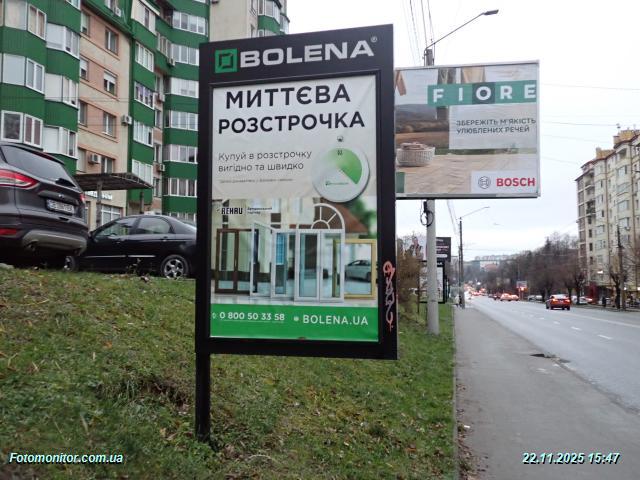 BOLENA®
МИТТЄВА
РОЗСТРОЧКА
Купуй в розстрочку
вигідно та швидко
REHAU
0 800 50 33 58 • BOLENA.UA
FIORE
ЗБЕРЕЖІТЬ М'ЯКІСТЬ
УЛЮБЛЕНИХ РЕЧЕЙ
BOSCH
Fotomonitor.com.ua
22.11.2025 15:47